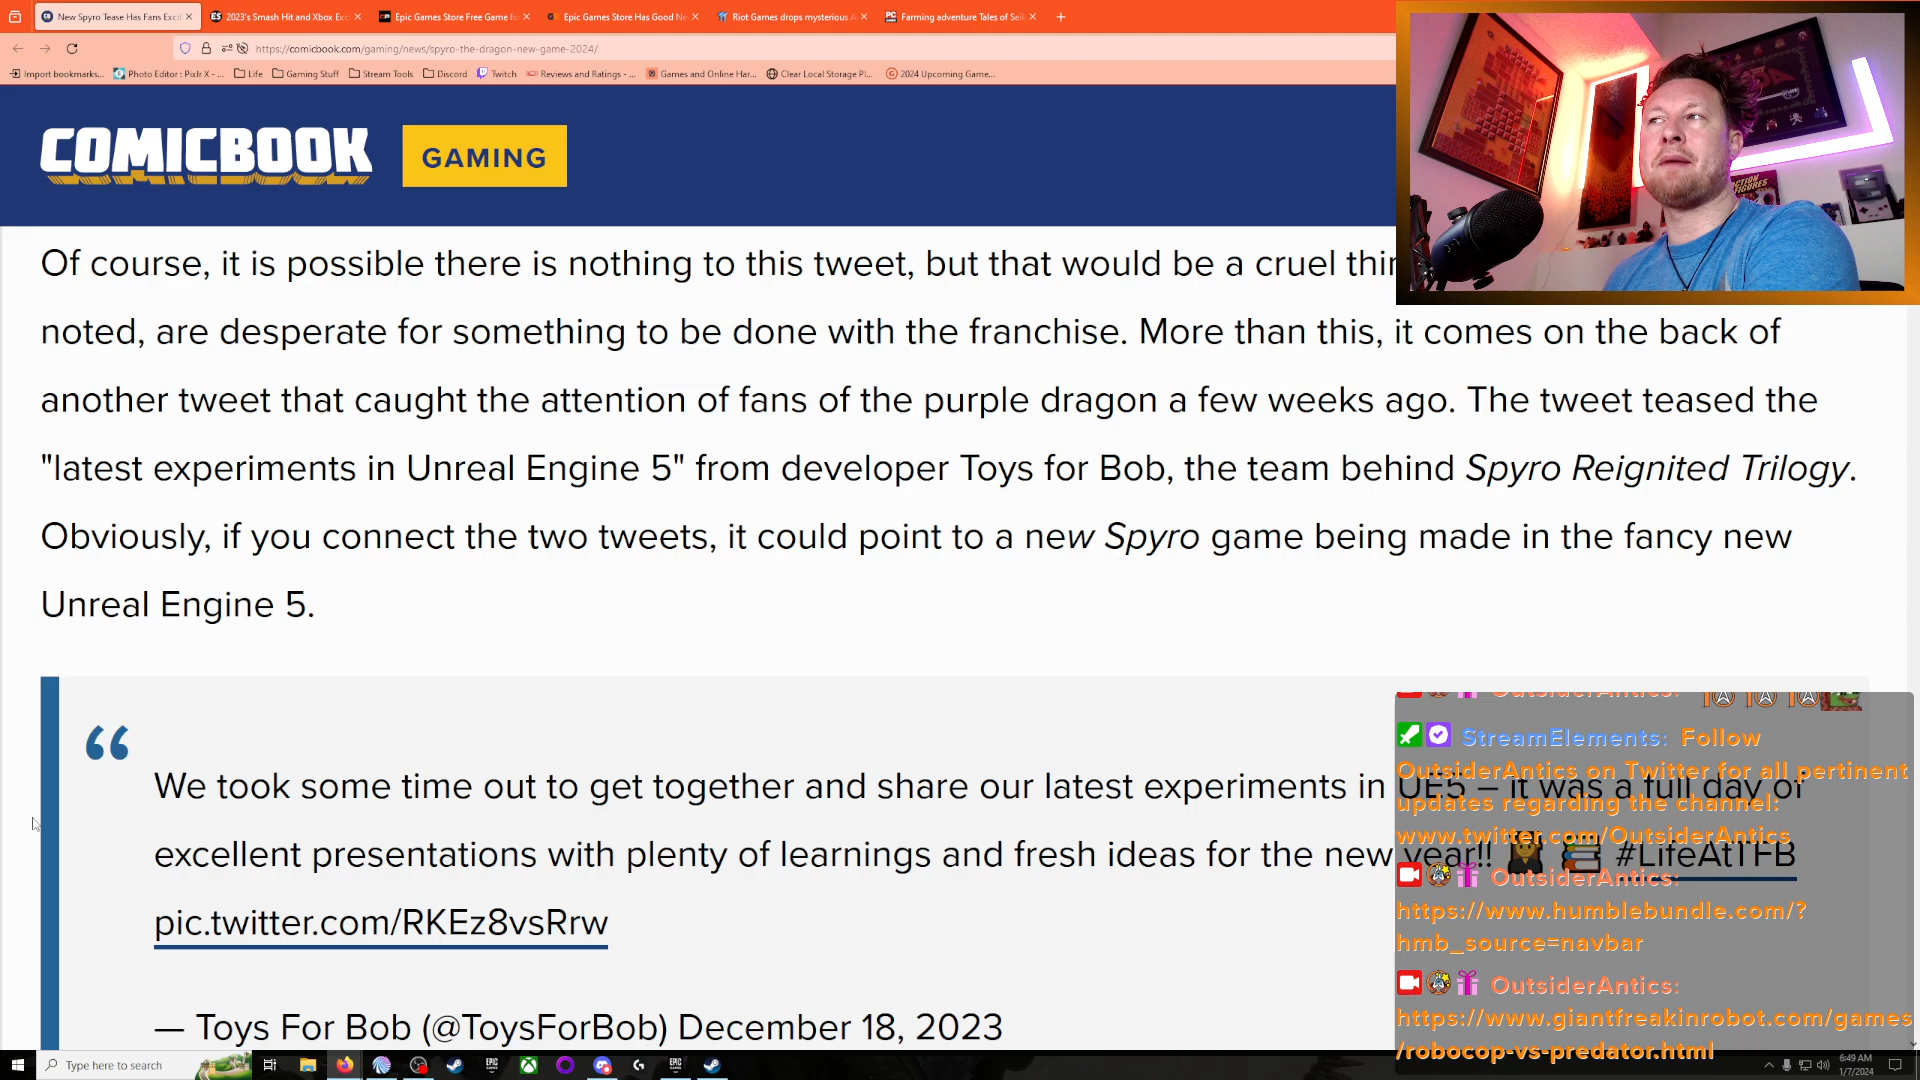 New Spyro Tease Has Fans Exci
2023's Smash Hit and Xbox Ex
Epic Games Store Free Game fo
Epic Games Store Has Good Ne
Riot Games drops mysterious
Farming adventure Tales of Sei
https://comicbook.com/gaming/news/spyro-the-dragon-new-game-2024/
Import bookmarks...
Photo Editor : Pixlr X - ...
Life
Gaming Stuff
Stream Tools
Discord
Twitch
Reviews and Ratings - ...
Games and Online Har...
Clear Local Storage Pl...
2024 Upcoming Game...
COMICBOOK
GAMING
Of course, it is possible there is nothing to this tweet, but that would be a cruel thin
noted, are desperate for something to be done with the franchise. More than this, it comes on the back of
another tweet that caught the attention of fans of the purple dragon a few weeks ago. The tweet teased the
"latest experiments in Unreal Engine 5" from developer Toys for Bob, the team behind Spyro Reignited Trilogy.
Obviously, if you connect the two tweets, it could point to a new Spyro game being made in the fancy new
Unreal Engine 5.
“
We took some time out to get together and share our latest experiments in UE5 – it was a full day of
excellent presentations with plenty of learnings and fresh ideas for the new year!! #LifeAtTFB
pic.twitter.com/RKEz8vsRrw
— Toys For Bob (@ToysForBob) December 18, 2023
ACTION
FIGURES
OutsiderAntics:
StreamElements: Follow
OutsiderAntics on Twitter for all pertinent
updates regarding the channel:
www.twitter.com/OutsiderAntics
OutsiderAntics:
https://www.humblebundle.com/?
hmb_source=navbar
OutsiderAntics:
https://www.giantfreakinrobot.com/games
/robocop-vs-predator.html
Type here to search
6:49 AM
1/7/2024